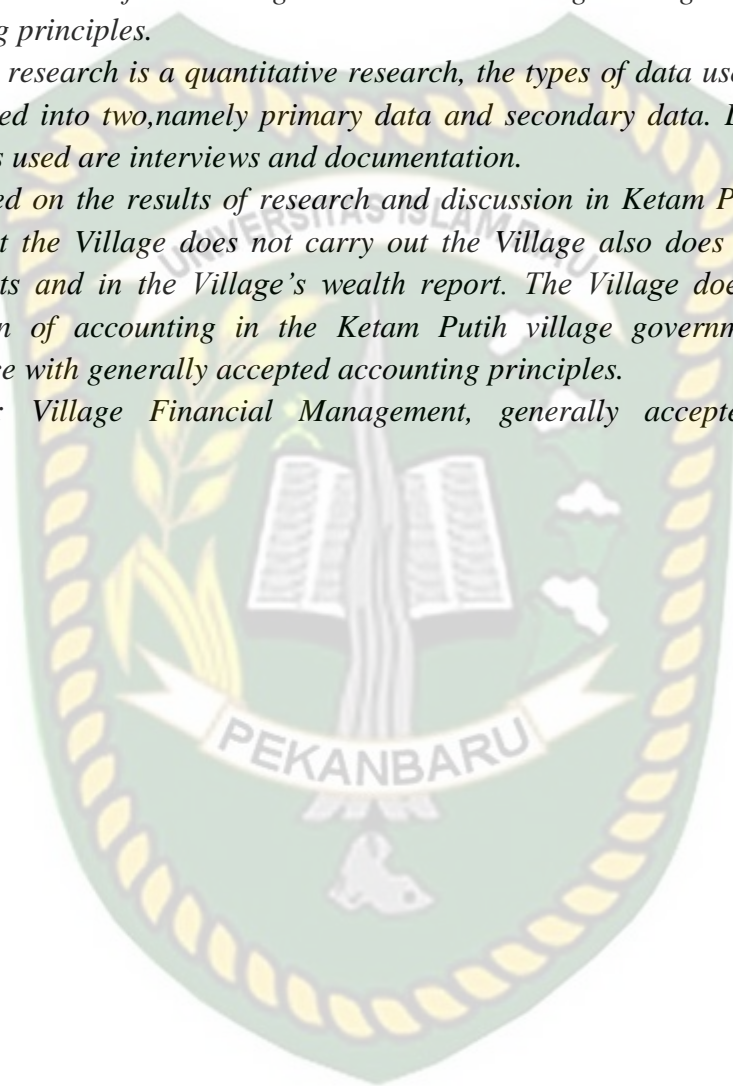 g principles.
research is a quantitative research, the types of data use
ed into two,namely primary data and secondary data.
s used are interviews and documentation.
ed on the results of research and discussion in Ketam P
t the Village does not carry out the Village also does
ts and in the Village's wealth report. The Village doe
n of accounting in the Ketam Putih village governm
e with generally accepted accounting principles.
: Village Financial Management, generally accepte
UNIVERSITAS ISLAM RIAU
PEKANBARU